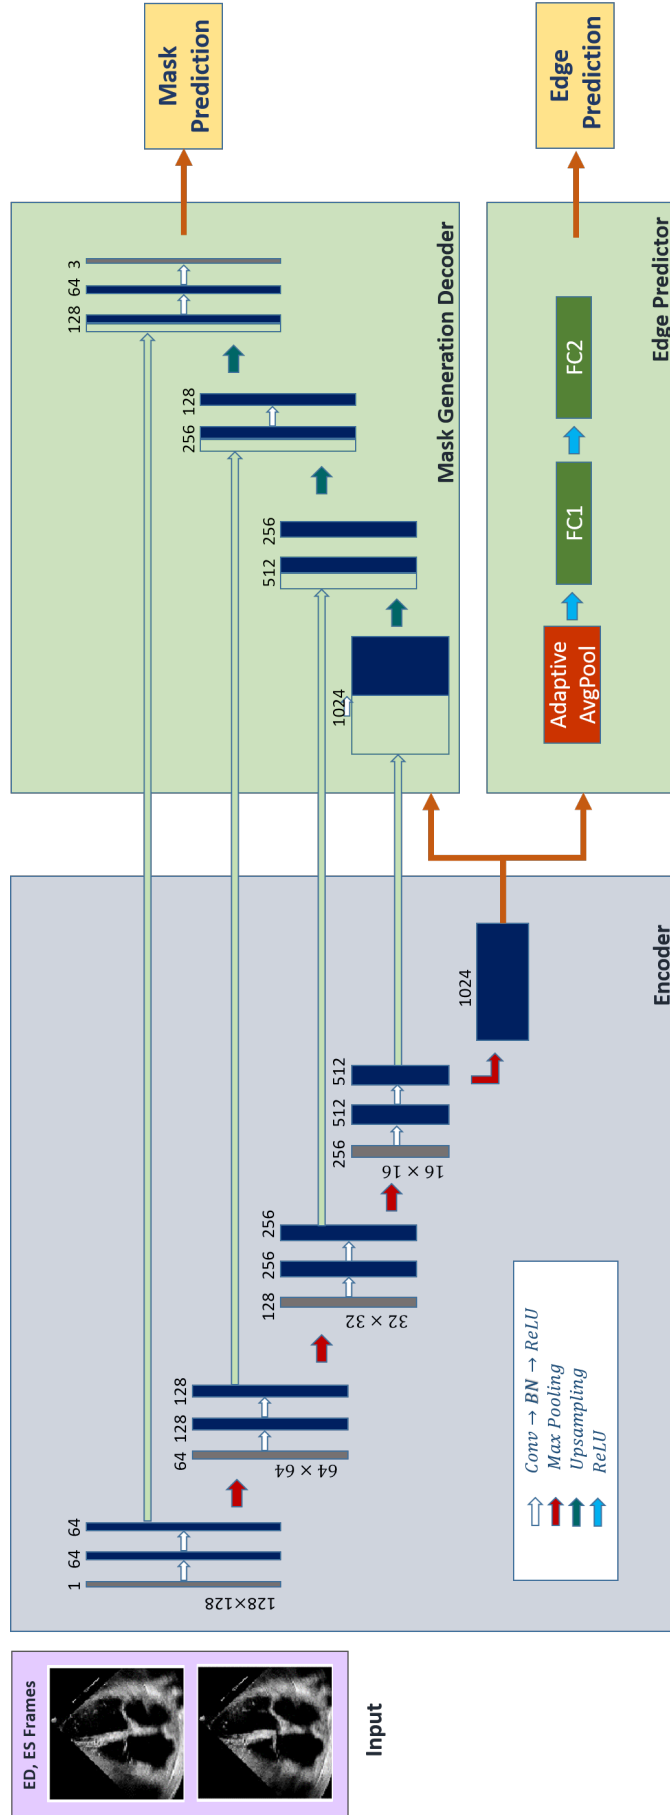 ED, ES Frames
Input
1
64
64
128×128
64
128
128
64 × 64
128
256
256
32 × 32
256
512
512
16 × 16
1024
Conv → BN → ReLU
Max Pooling
Upsampling
ReLU
Encoder
1024
512
256
256
128
128
64
3
Mask Generation Decoder
Adaptive
AvgPool
FC1
FC2
Edge Predictor
Mask
Prediction
Edge
Prediction